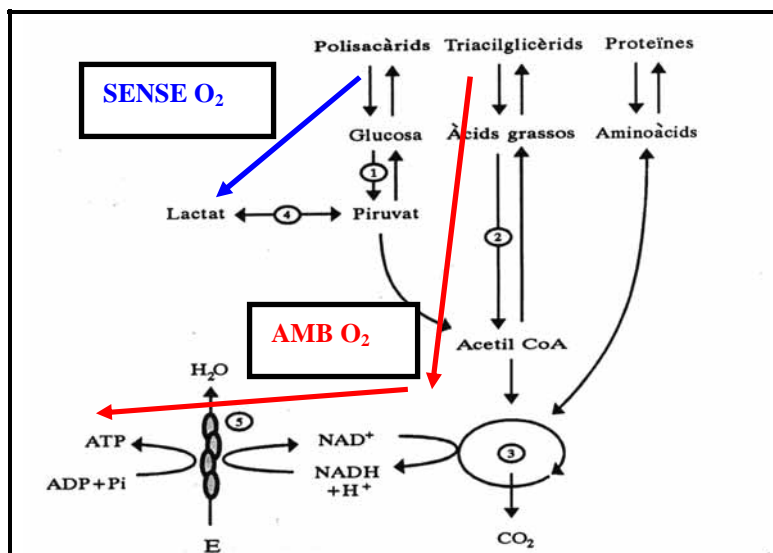 Polisacàrids Triacilglicèrids Proteïnes
SENSE O₂
Glucosa Àcids grassos Aminoàcids
1
Lactat 4 Piruvat
2
AMB O₂
Acetil CoA
H₂O
5
ATP NAD⁺
3
ADP+Pi NADH
+H⁺
E CO₂